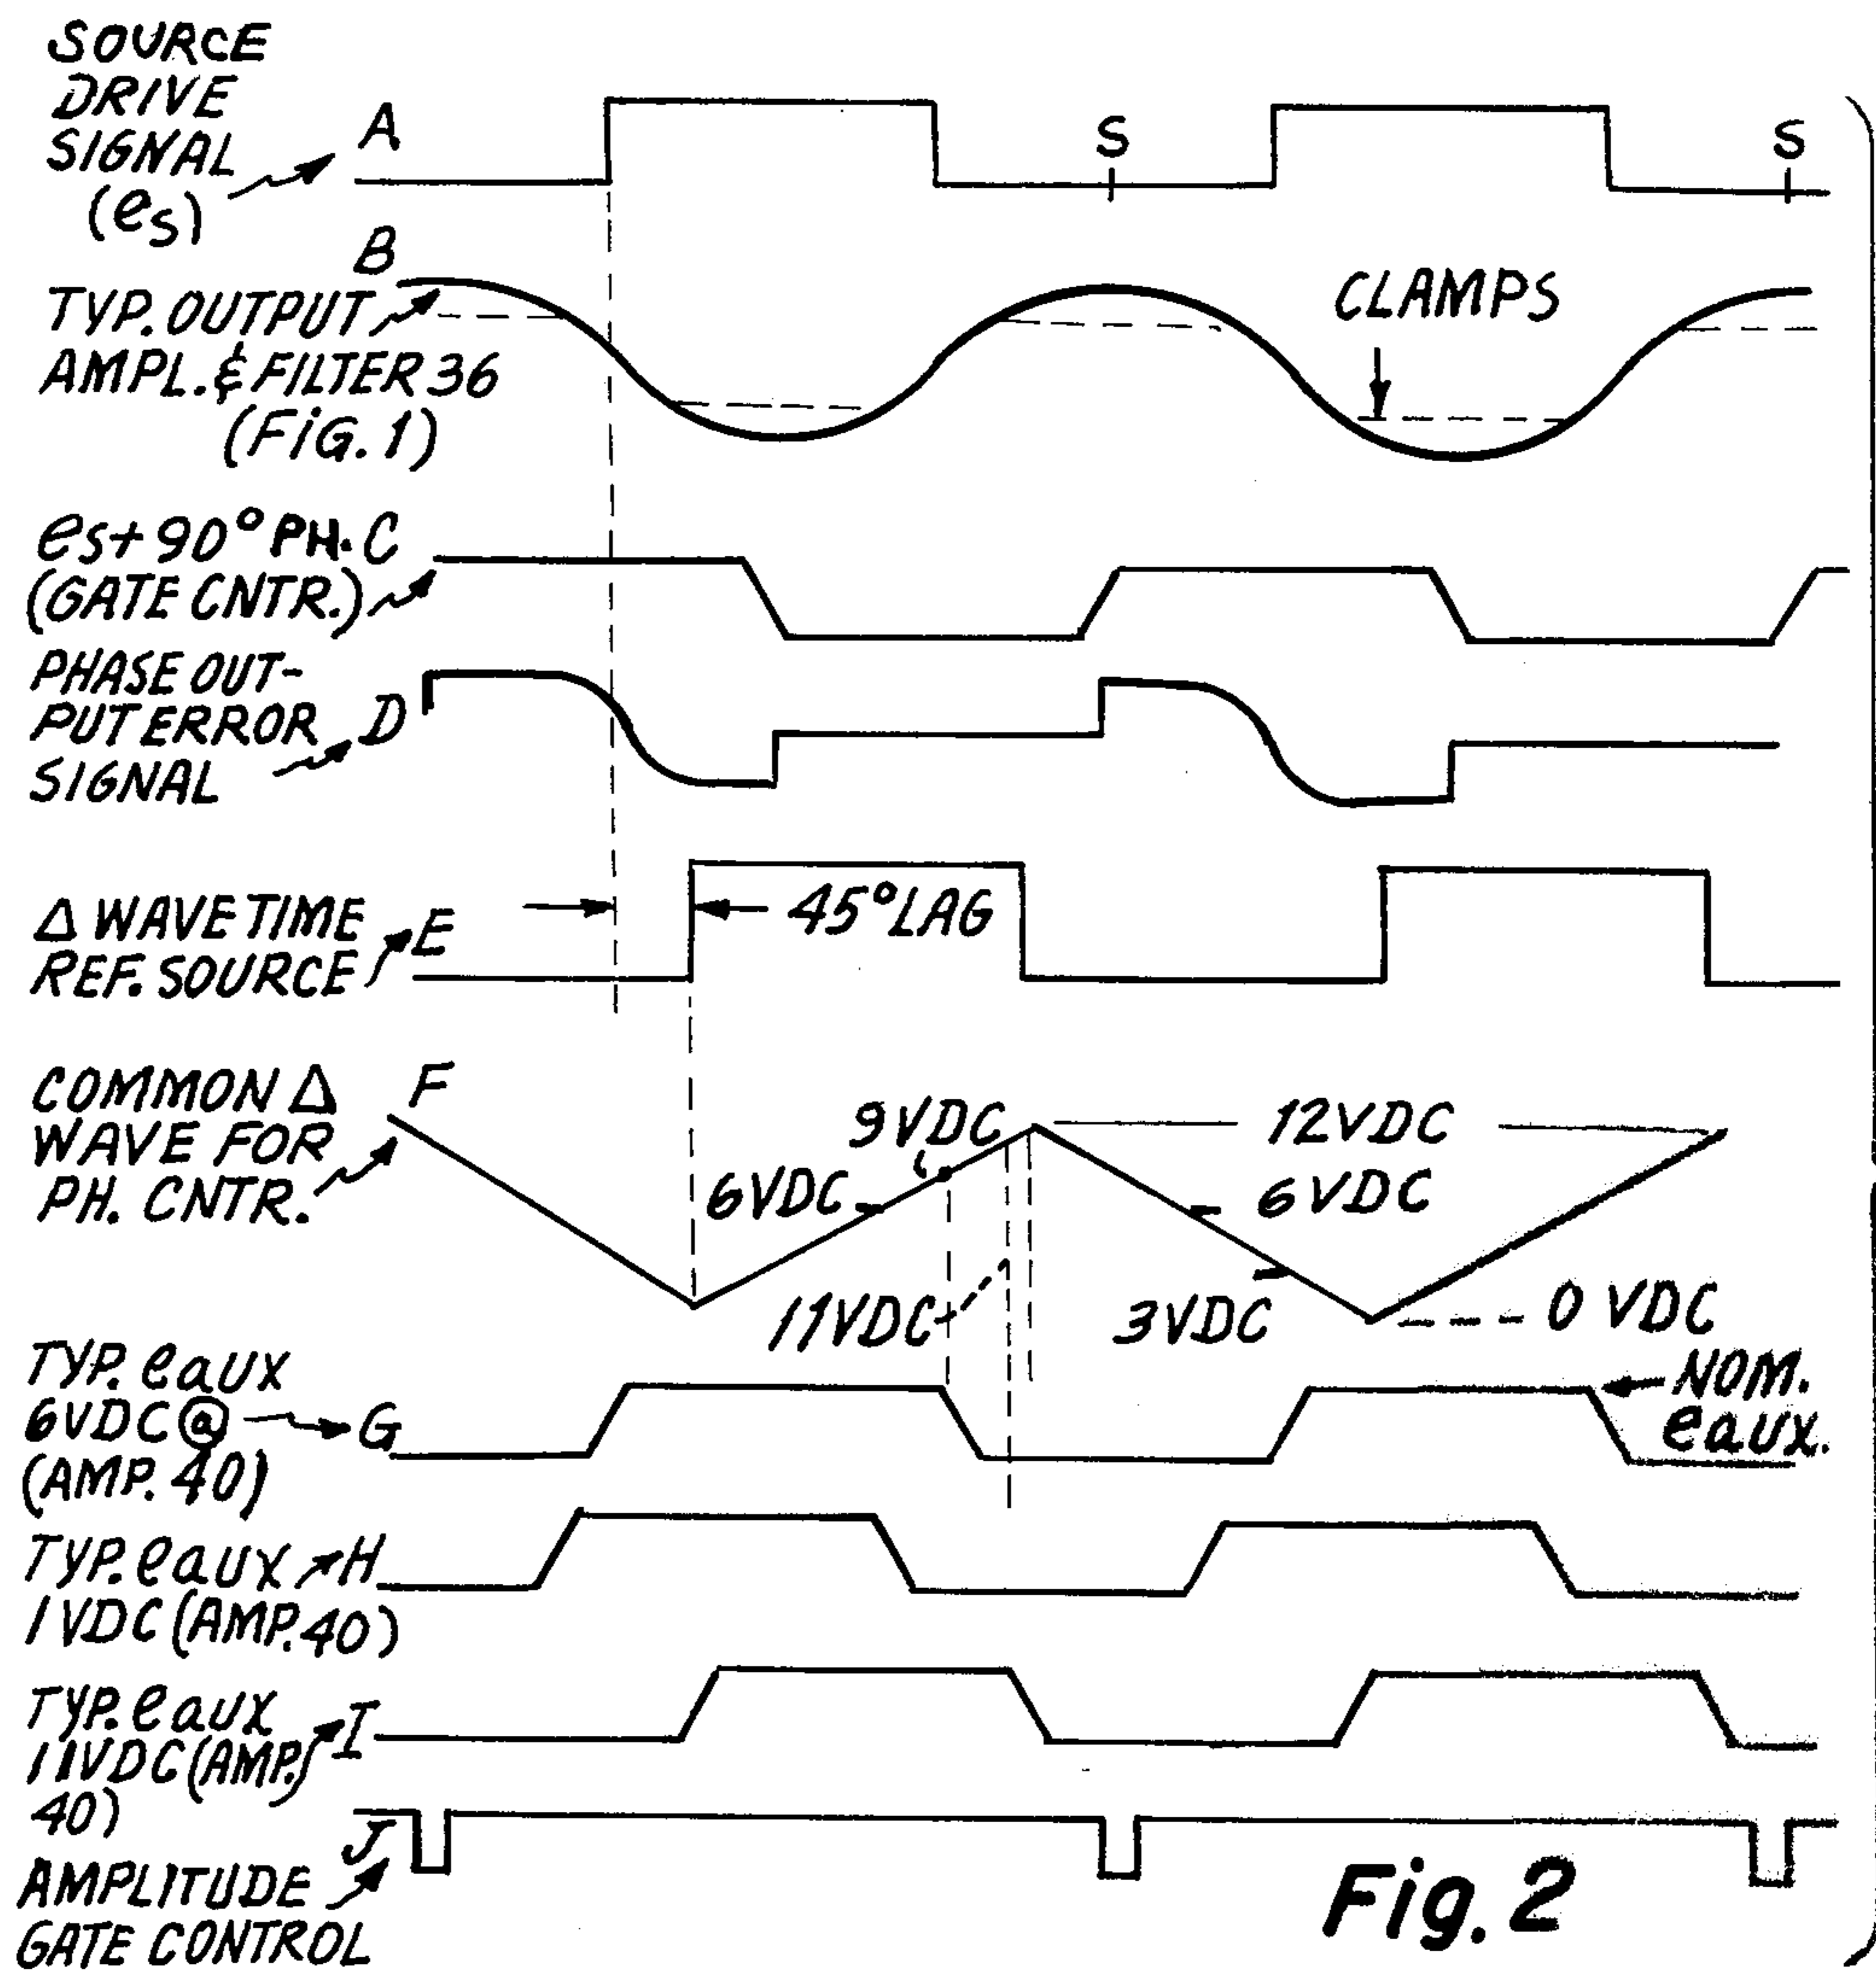 SOURCE
DRIVE
SIGNAL
(es)
A
S
S
B
TYP. OUTPUT
AMPL. & FILTER 36
(FIG. 1)
CLAMPS
es+90° PH. C
(GATE CNTR.)
PHASE OUT-
PUT ERROR
SIGNAL
D
Δ WAVE TIME
REF. SOURCE
E
45° LAG
COMMON Δ
WAVE FOR
PH. CNTR.
F
9VDC
12VDC
6VDC
6VDC
11VDC
3VDC
0 VDC
TYP. eaux
6VDC@
(AMP. 40)
G
NOM.
eaux.
TYP. eaux H
1VDC (AMP. 40)
TYP. eaux
11VDC (AMP.
40)
I
J
AMPLITUDE
GATE CONTROL
Fig. 2